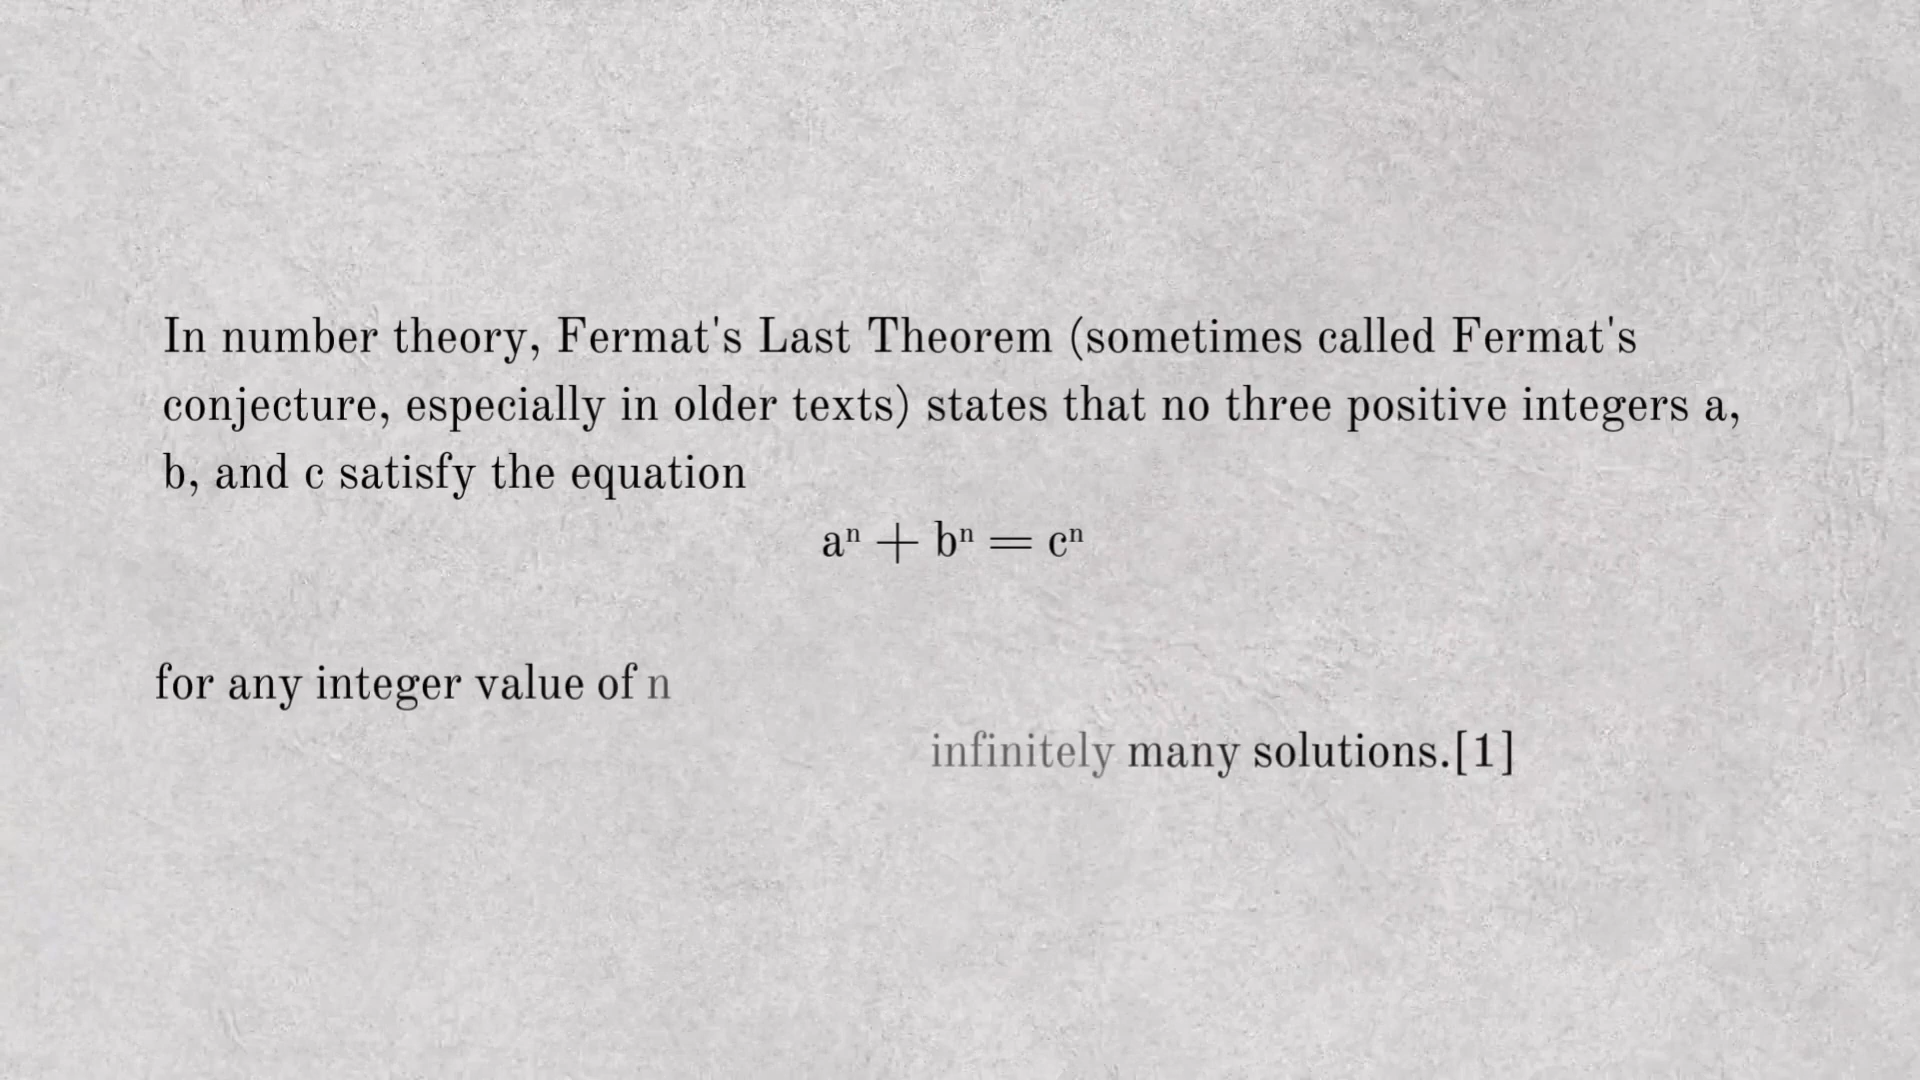 In number theory, Fermat's Last Theorem (sometimes called Fermat's
conjecture, especially in older texts) states that no three positive integers a,
b, and c satisfy the equation
aⁿ + bⁿ = cⁿ
for any integer value of n
infinitely many solutions.[1]